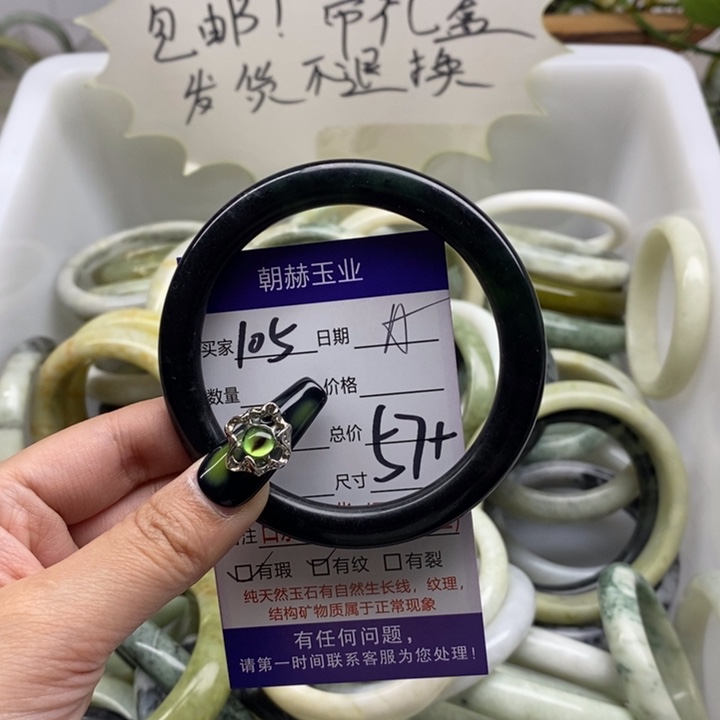 包邮！带礼盒
发货不退换
朝赫玉业
买家 105 日期
数量 价格
总价
尺寸 57+
注
有瑕 有纹 有裂
纯天然玉石有自然生长线，纹理，
结构矿物质属于正常现象
有任何问题，
请第一时间联系客服为您处理！